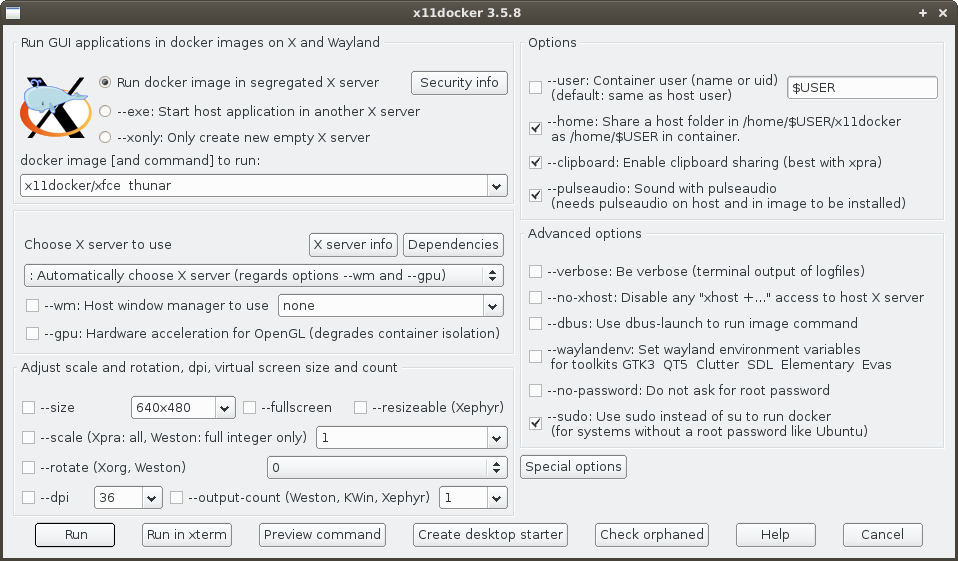 x11docker 3.5.8
Run GUI applications in docker images on X and Wayland
Run docker image in segregated X server
Security info
--exe: Start host application in another X server
--xonly: Only create new empty X server
docker image [and command] to run:
x11docker/xfce  thunar
Choose X server to use
X server info
Dependencies
: Automatically choose X server (regards options --wm and --gpu)
--wm: Host window manager to use
none
--gpu: Hardware acceleration for OpenGL (degrades container isolation)
Adjust scale and rotation, dpi, virtual screen size and count
--size
640x480
--fullscreen
--resizeable (Xephyr)
--scale (Xpra: all, Weston: full integer only)
1
--rotate (Xorg, Weston)
0
--dpi
36
--output-count (Weston, KWin, Xephyr)
1
Options
--user: Container user (name or uid)
(default: same as host user)
$USER
--home: Share a host folder in /home/$USER/x11docker
as /home/$USER in container.
--clipboard: Enable clipboard sharing (best with xpra)
--pulseaudio: Sound with pulseaudio
(needs pulseaudio on host and in image to be installed)
Advanced options
--verbose: Be verbose (terminal output of logfiles)
--no-xhost: Disable any "xhost +..." access to host X server
--dbus: Use dbus-launch to run image command
--waylandenv: Set wayland environment variables
for toolkits GTK3  QT5  Clutter  SDL  Elementary  Evas
--no-password: Do not ask for root password
--sudo: Use sudo instead of su to run docker
(for systems without a root password like Ubuntu)
Special options
Run
Run in xterm
Preview command
Create desktop starter
Check orphaned
Help
Cancel